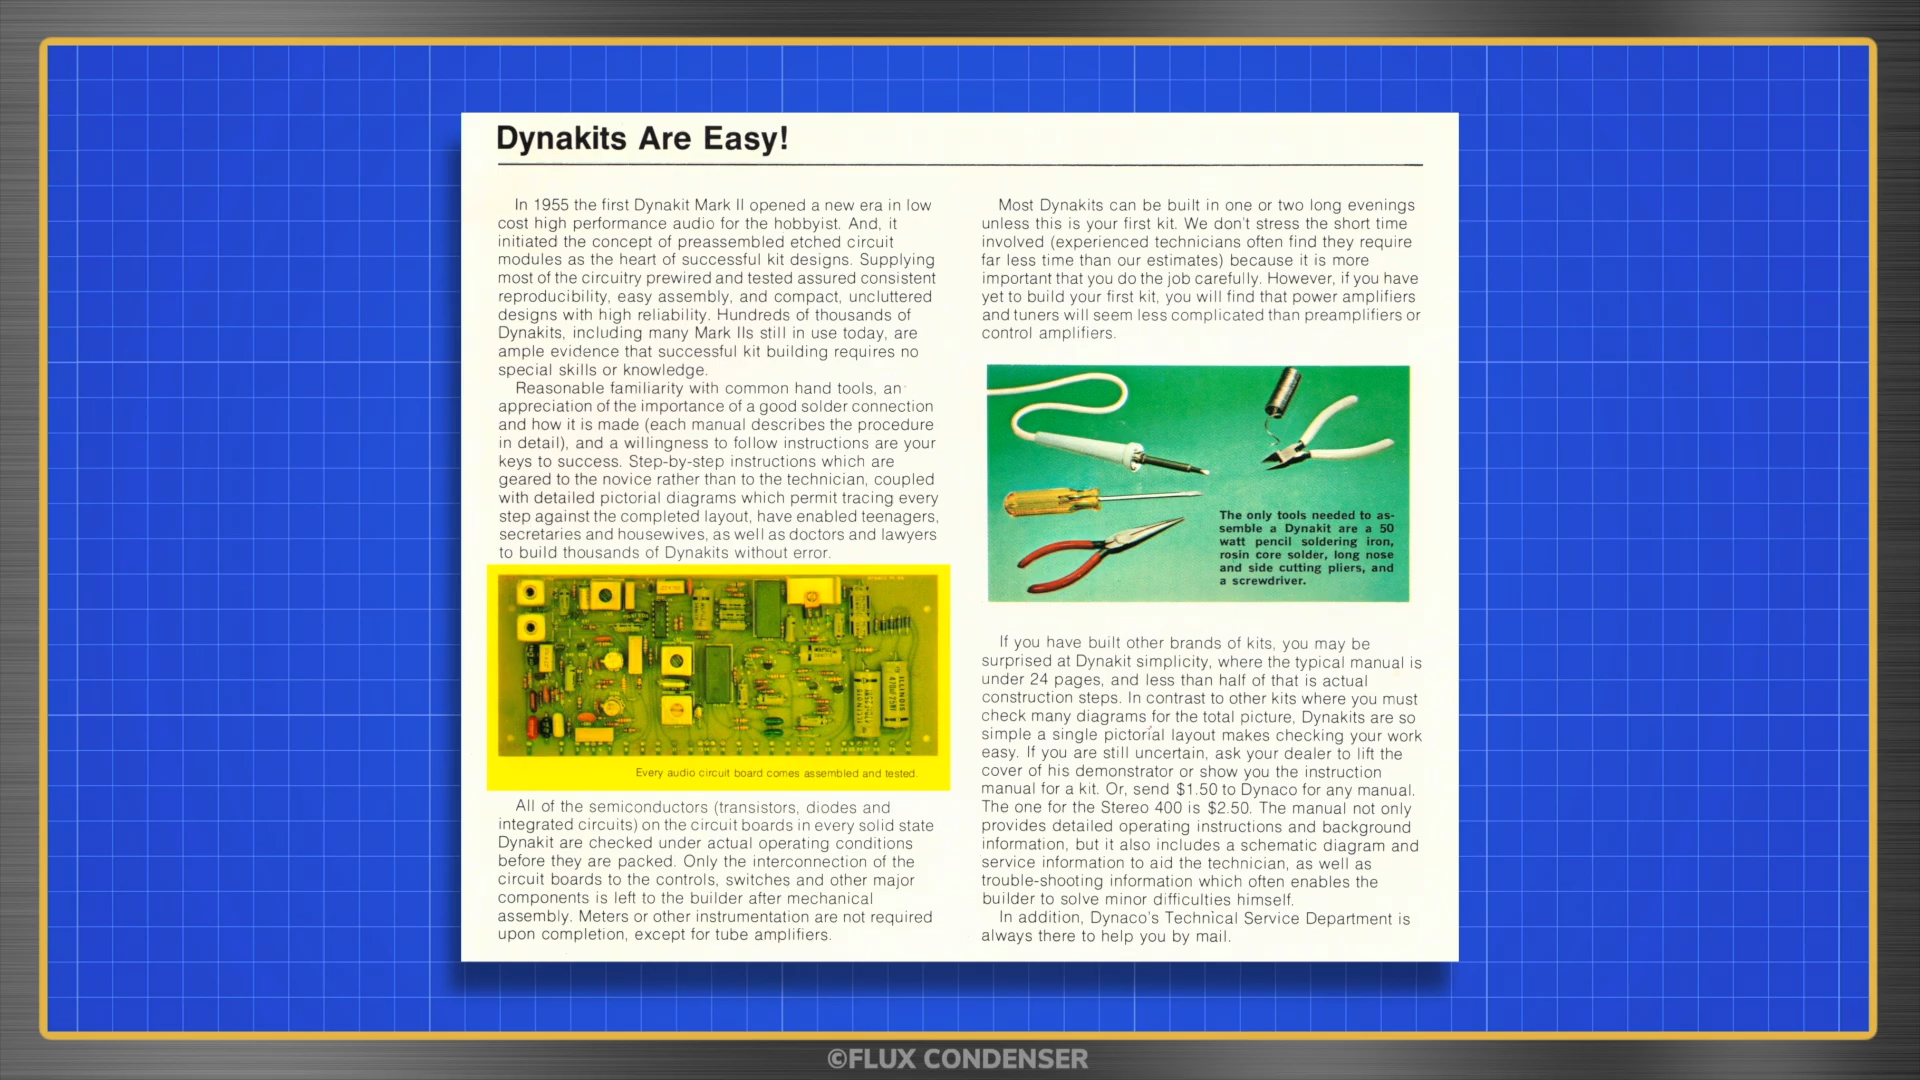 Dynakits Are Easy!
In 1955 the first Dynakit Mark II opened a new era in low
cost high performance audio for the hobbyist. And, it
initiated the concept of preassembled etched circuit
modules as the heart of successful kit designs. Supplying
most of the circuitry prewired and tested assured consistent
reproducibility, easy assembly, and compact, uncluttered
designs with high reliability. Hundreds of thousands of
Dynakits, including many Mark IIs still in use today, are
ample evidence that successful kit building requires no
special skills or knowledge.
Reasonable familiarity with common hand tools, an
appreciation of the importance of a good solder connection
and how it is made (each manual describes the procedure
in detail), and a willingness to follow instructions are your
keys to success. Step-by-step instructions which are
geared to the novice rather than to the technician, coupled
with detailed pictorial diagrams which permit tracing every
step against the completed layout, have enabled teenagers,
secretaries and housewives, as well as doctors and lawyers
to build thousands of Dynakits without error.
ILLINOIS
Every audio circuit board comes assembled and tested.
All of the semiconductors (transistors, diodes and
integrated circuits) on the circuit boards in every solid state
Dynakit are checked under actual operating conditions
before they are packed. Only the interconnection of the
circuit boards to the controls, switches and other major
components is left to the builder after mechanical
assembly. Meters or other instrumentation are not required
upon completion, except for tube amplifiers.
Most Dynakits can be built in one or two long evenings
unless this is your first kit. We don't stress the short time
involved (experienced technicians often find they require
far less time than our estimates) because it is more
important that you do the job carefully. However, if you have
yet to build your first kit, you will find that power amplifiers
and tuners will seem less complicated than preamplifiers or
control amplifiers.
The only tools needed to as-
semble a Dynakit are a 50
watt pencil soldering iron,
rosin core solder, long nose
and side cutting pliers, and
a screwdriver.
If you have built other brands of kits, you may be
surprised at Dynakit simplicity, where the typical manual is
under 24 pages, and less than half of that is actual
construction steps. In contrast to other kits where you must
check many diagrams for the total picture, Dynakits are so
simple a single pictorial layout makes checking your work
easy. If you are still uncertain, ask your dealer to lift the
cover of his demonstrator or show you the instruction
manual for a kit. Or, send $1.50 to Dynaco for any manual.
The one for the Stereo 400 is $2.50. The manual not only
provides detailed operating instructions and background
information, but it also includes a schematic diagram and
service information to aid the technician, as well as
trouble-shooting information which often enables the
builder to solve minor difficulties himself.
In addition, Dynaco's Technical Service Department is
always there to help you by mail.
©FLUX CONDENSER